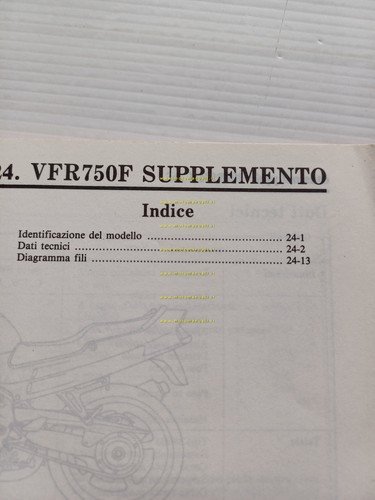 24. VFR750F SUPPLEMENTO
Indice
Identificazione del modello ........................................ 24-1
Dati tecnici ............................................................. 24-2
Diagramma fili ........................................................ 24-13